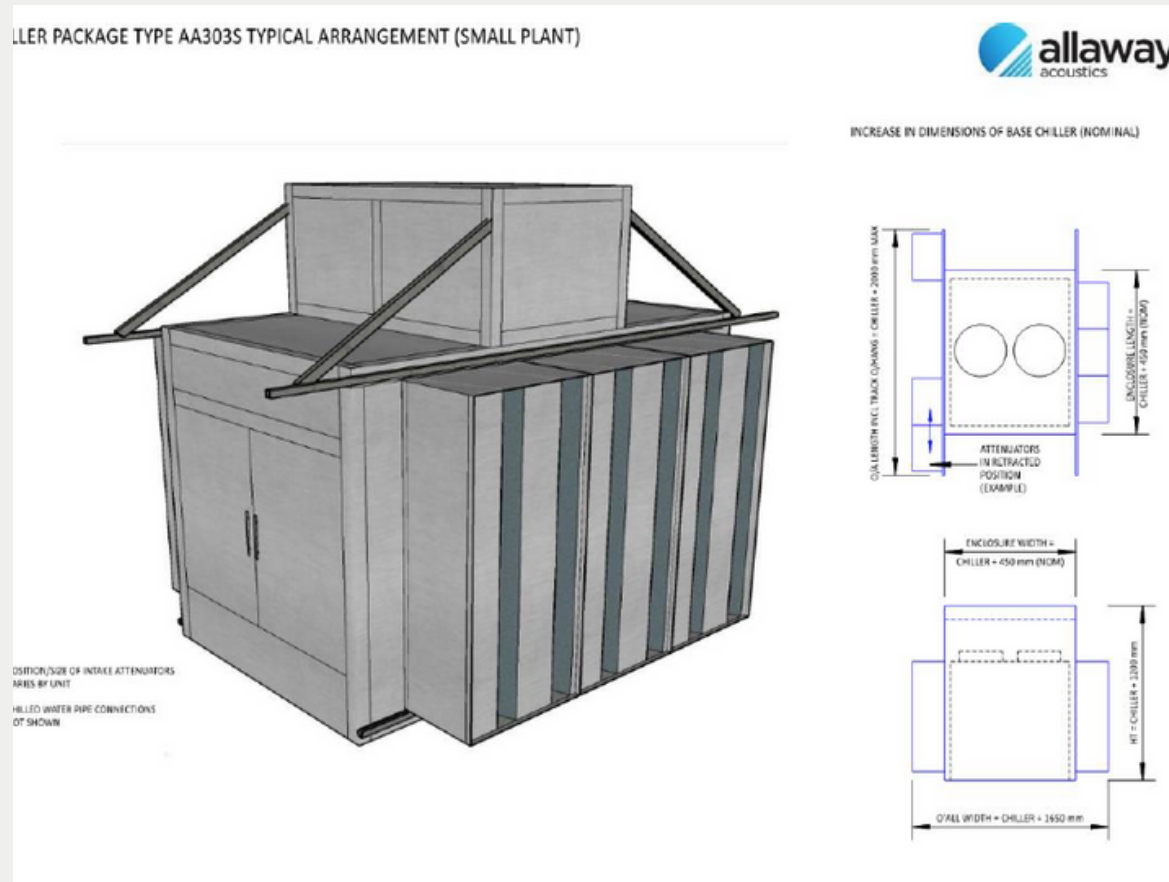 LLER PACKAGE TYPE AA303S TYPICAL ARRANGEMENT (SMALL PLANT)
allaway
acoustics
INCREASE IN DIMENSIONS OF BASE CHILLER (NOMINAL)
O/A LENGTH INCL TRACK O/HANG = CHILLER + 2000 mm MAX
ENCLOSURE LENGTH =
CHILLER + 450 mm (NOM)
ATTENUATORS
IN RETRACTED
POSITION
(EXAMPLE)
ENCLOSURE WIDTH =
CHILLER + 450 mm (NOM)
HT = CHILLER + 1200 mm
O'ALL WIDTH = CHILLER + 1650 mm
OSITION/SIZE OF INTAKE ATTENUATORS
ARIES BY UNIT
HILLED WATER PIPE CONNECTIONS
OT SHOWN